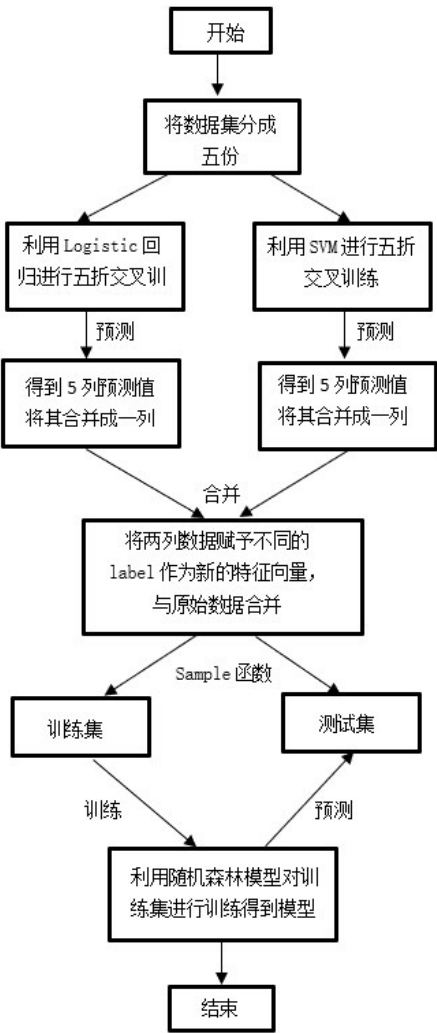 开始
将数据集分成
五份
利用Logistic回
归进行五折交叉训
利用SVM进行五折
交叉训练
预测
预测
得到5列预测值
将其合并成一列
得到5列预测值
将其合并成一列
合并
将两列数据赋予不同的
label作为新的特征向量，
与原始数据合并
Sample函数
训练集
测试集
训练
预测
利用随机森林模型对训
练集进行训练得到模型
结束